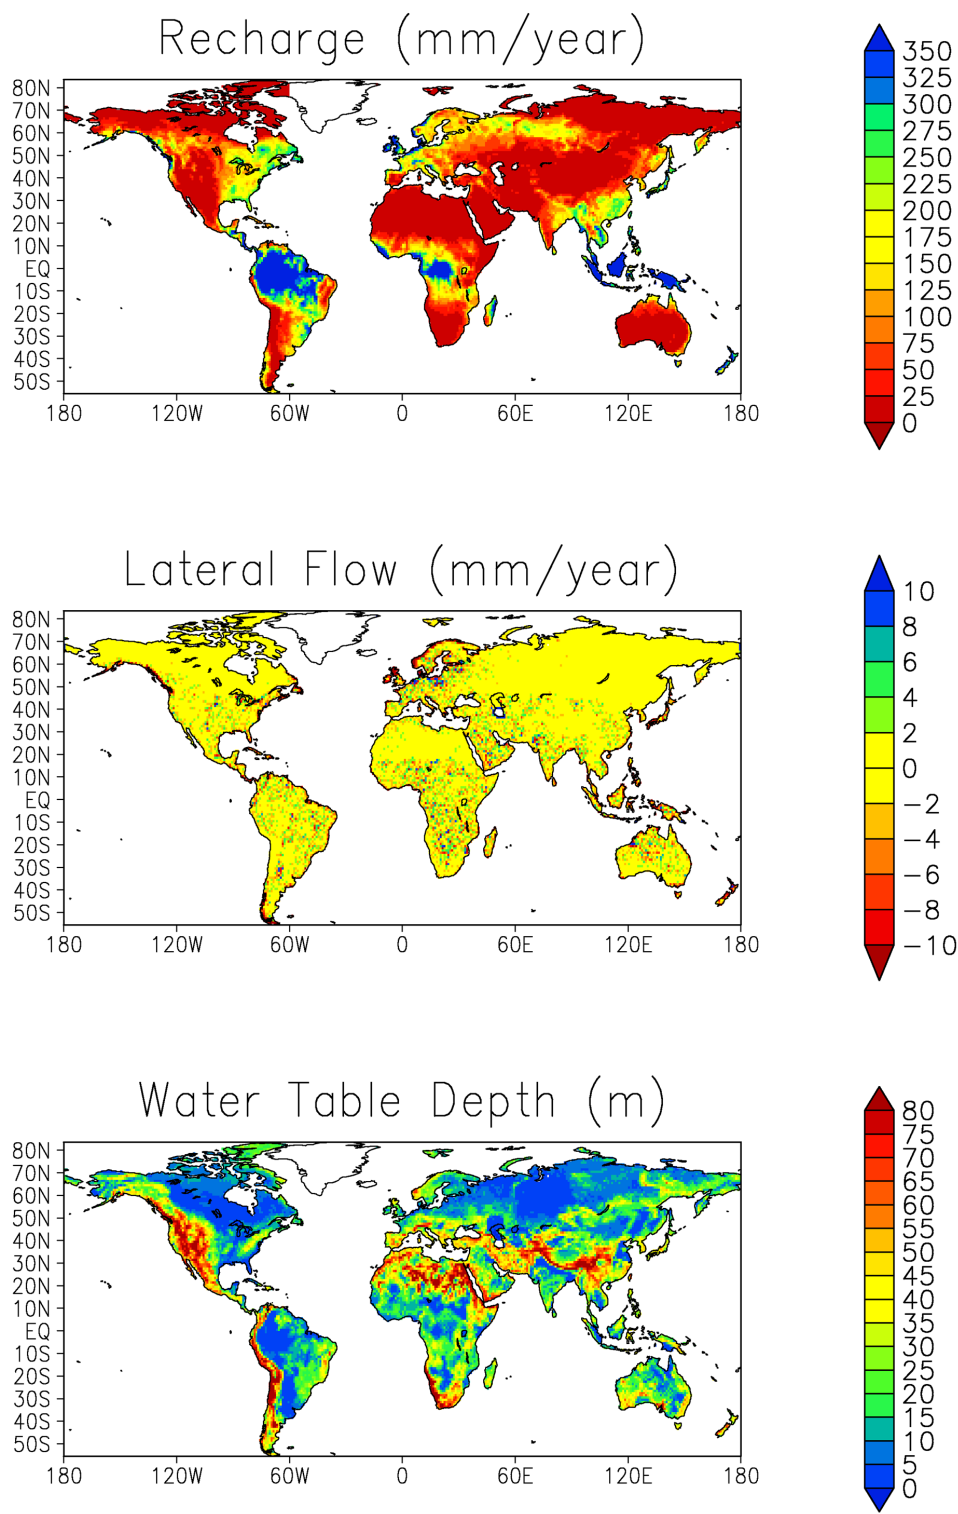 Recharge (mm/year)
80N
70N
60N
50N
40N
30N
20N
10N
EQ
10S
20S
30S
40S
50S
180 120W 60W 0 60E 120E 180
350
325
300
275
250
225
200
175
150
125
100
75
50
25
0
Lateral Flow (mm/year)
80N
70N
60N
50N
40N
30N
20N
10N
EQ
10S
20S
30S
40S
50S
180 120W 60W 0 60E 120E 180
10
8
6
4
2
0
−2
−4
−6
−8
−10
Water Table Depth (m)
80N
70N
60N
50N
40N
30N
20N
10N
EQ
10S
20S
30S
40S
50S
180 120W 60W 0 60E 120E 180
80
75
70
65
60
55
50
45
40
35
30
25
20
15
10
5
0